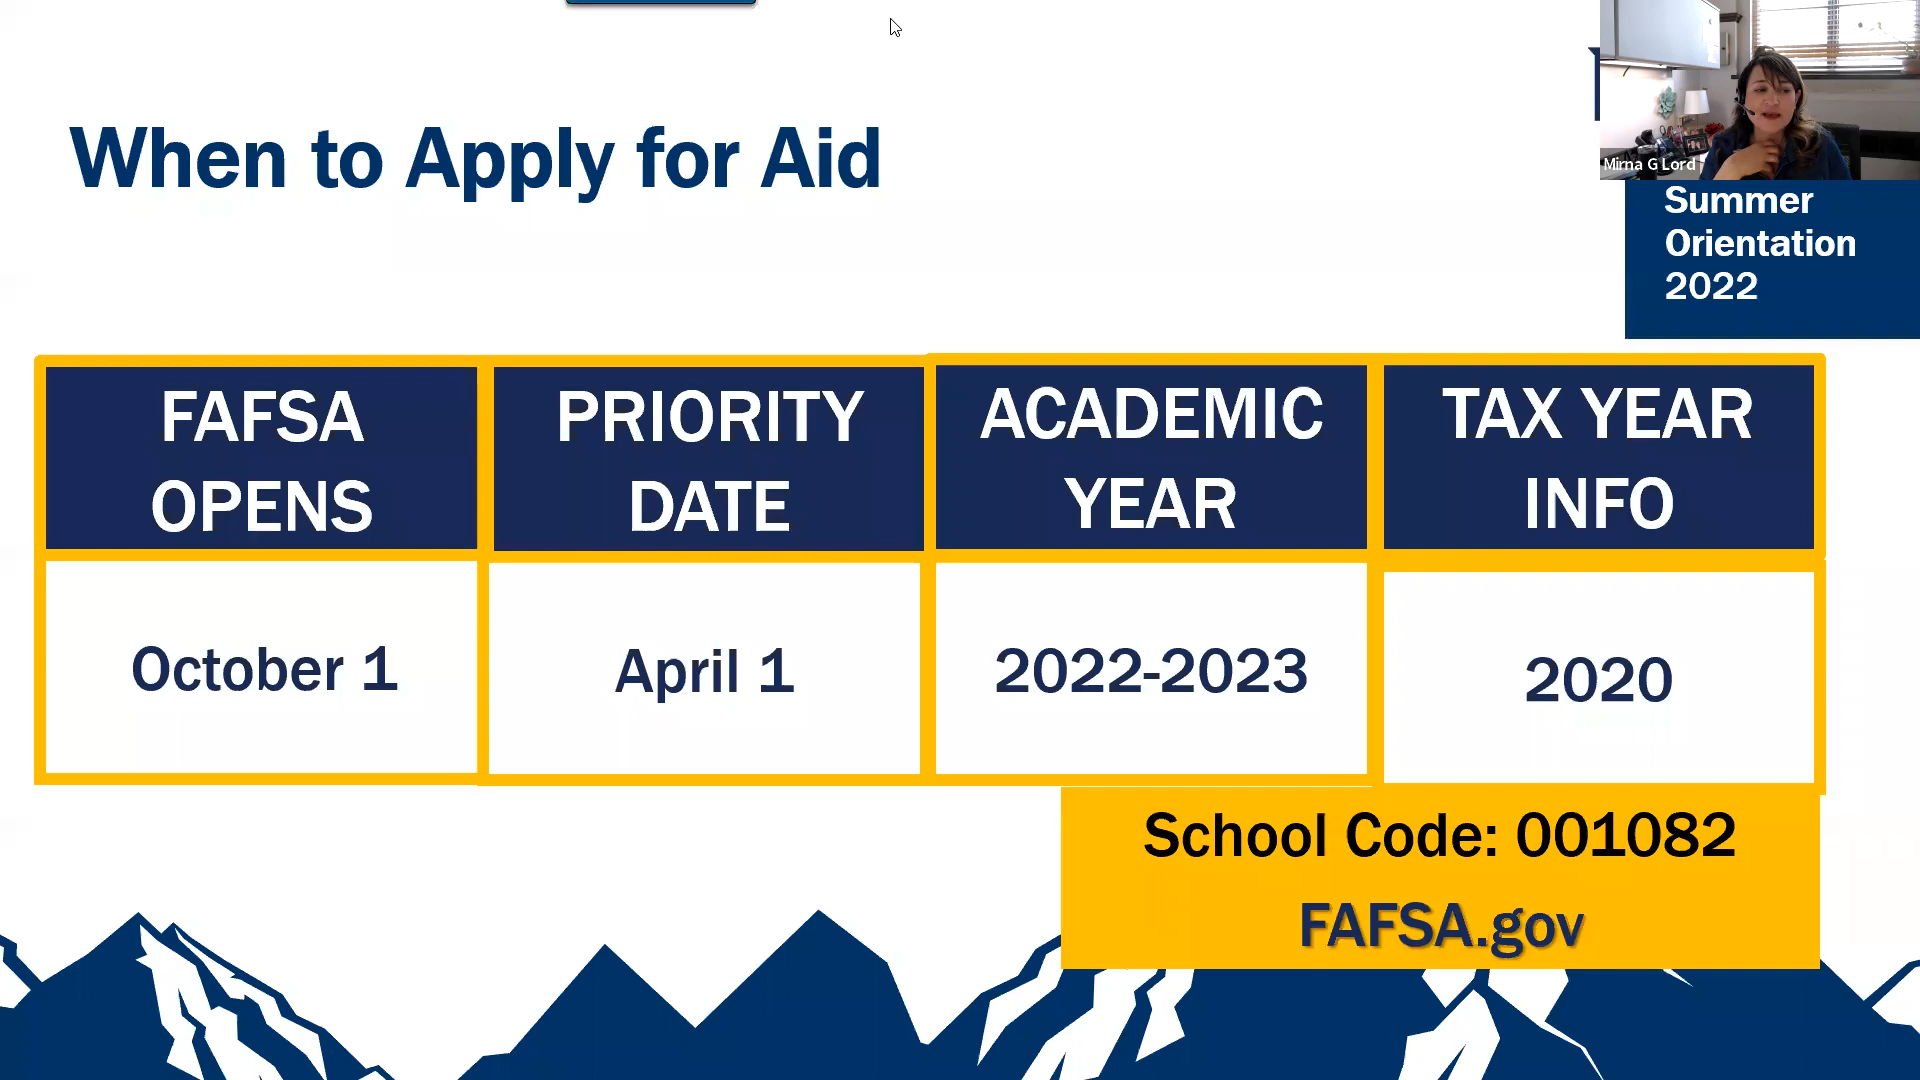 When to Apply for Aid
Mirna G Lord
Summer
Orientation
2022
FAFSA
OPENS
PRIORITY
DATE
ACADEMIC
YEAR
TAX YEAR
INFO
October 1
April 1
2022-2023
2020
School Code: 001082
FAFSA.gov